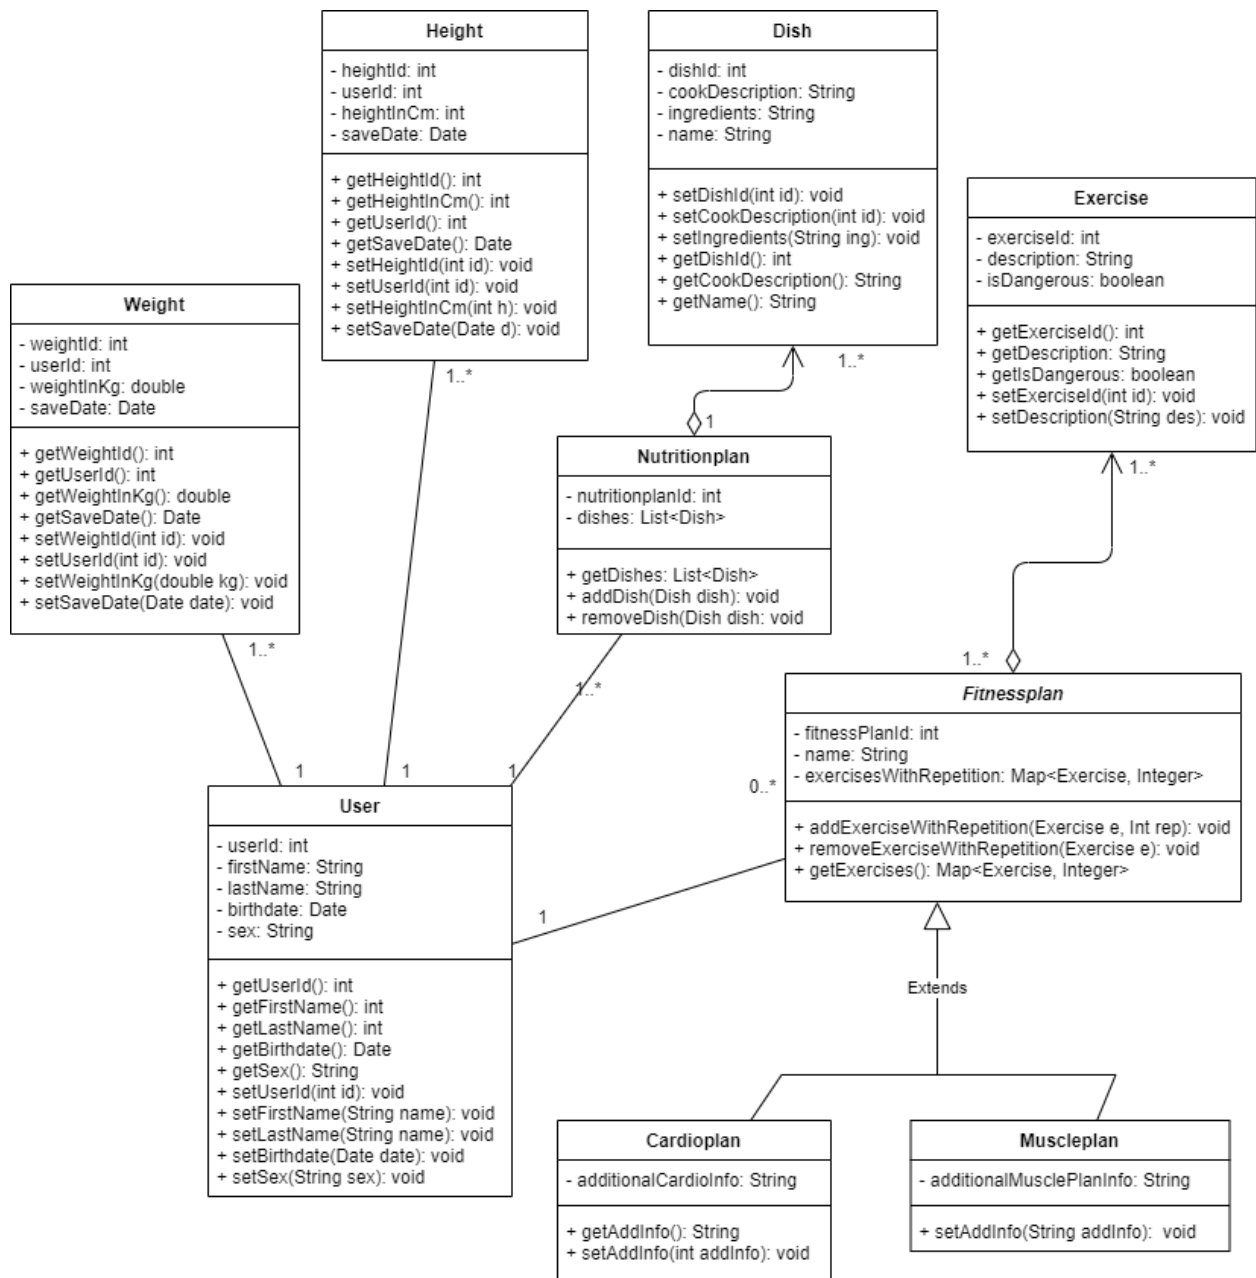 Height
- heightId: int
- userId: int
- heightInCm: int
- saveDate: Date
+ getHeightId(): int
+ getHeightInCm(): int
+ getUserId(): int
+ getSaveDate(): Date
+ setHeightId(int id): void
+ setUserId(int id): void
+ setHeightInCm(int h): void
+ setSaveDate(Date d): void
1..*
Dish
- dishId: int
- cookDescription: String
- ingredients: String
- name: String
+ setDishId(int id): void
+ setCookDescription(int id): void
+ setIngredients(String ing): void
+ getDishId(): int
+ getCookDescription(): String
+ getName(): String
1..*
Exercise
- exerciseId: int
- description: String
- isDangerous: boolean
+ getExerciseId(): int
+ getDescription: String
+ getIsDangerous: boolean
+ setExerciseId(int id): void
+ setDescription(String des): void
1..*
Weight
- weightId: int
- userId: int
- weightInKg: double
- saveDate: Date
+ getWeightId(): int
+ getUserId(): int
+ getWeightInKg(): double
+ getSaveDate(): Date
+ setWeightId(int id): void
+ setUserId(int id): void
+ setWeightInKg(double kg): void
+ setSaveDate(Date date): void
1..*
1
Nutritionplan
- nutritionplanId: int
- dishes: List<Dish>
+ getDishes: List<Dish>
+ addDish(Dish dish): void
+ removeDish(Dish dish: void
1..*
1..*
Fitnessplan
- fitnessPlanId: int
- name: String
- exercisesWithRepetition: Map<Exercise, Integer>
+ addExerciseWithRepetition(Exercise e, Int rep): void
+ removeExerciseWithRepetition(Exercise e): void
+ getExercises(): Map<Exercise, Integer>
0..*
1
1
1
1
User
- userId: int
- firstName: String
- lastName: String
- birthdate: Date
- sex: String
+ getUserId(): int
+ getFirstName(): int
+ getLastName(): int
+ getBirthdate(): Date
+ getSex(): String
+ setUserId(int id): void
+ setFirstName(String name): void
+ setLastName(String name): void
+ setBirthdate(Date date): void
+ setSex(String sex): void
Extends
Cardioplan
- additionalCardioInfo: String
+ getAddInfo(): String
+ setAddInfo(int addInfo): void
Muscleplan
- additionalMusclePlanInfo: String
+ setAddInfo(String addInfo): void